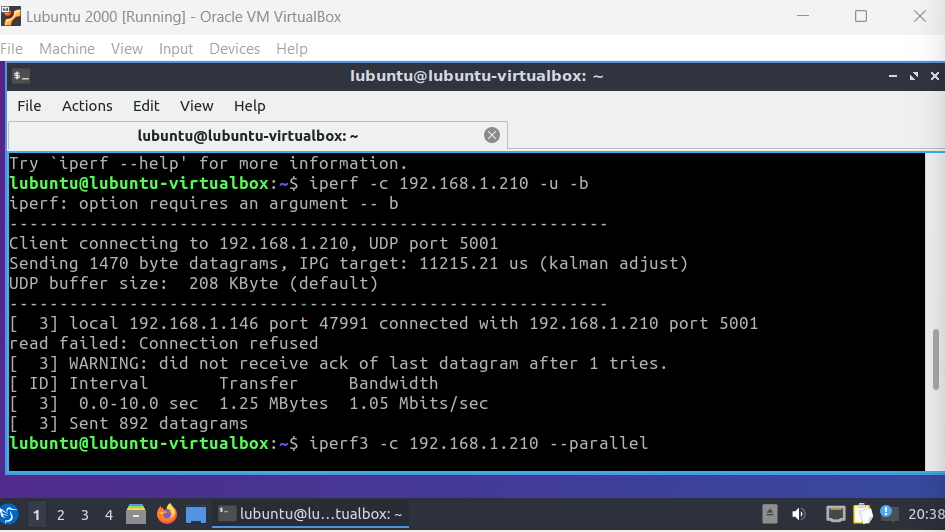 Lubuntu 2000 [Running] - Oracle VM VirtualBox
File Machine View Input Devices Help
$_ lubuntu@lubuntu-virtualbox: ~
File Actions Edit View Help
lubuntu@lubuntu-virtualbox: ~
Try `iperf --help' for more information.
lubuntu@lubuntu-virtualbox:~$ iperf -c 192.168.1.210 -u -b
iperf: option requires an argument -- b
------------------------------------------------------------
Client connecting to 192.168.1.210, UDP port 5001
Sending 1470 byte datagrams, IPG target: 11215.21 us (kalman adjust)
UDP buffer size:  208 KByte (default)
------------------------------------------------------------
[  3] local 192.168.1.146 port 47991 connected with 192.168.1.210 port 5001
read failed: Connection refused
[  3] WARNING: did not receive ack of last datagram after 1 tries.
[ ID] Interval       Transfer     Bandwidth
[  3]  0.0-10.0 sec  1.25 MBytes  1.05 Mbits/sec
[  3] Sent 892 datagrams
lubuntu@lubuntu-virtualbox:~$ iperf3 -c 192.168.1.210 --parallel
1 2 3 4 lubuntu@lu...tualbox: ~ 20:38